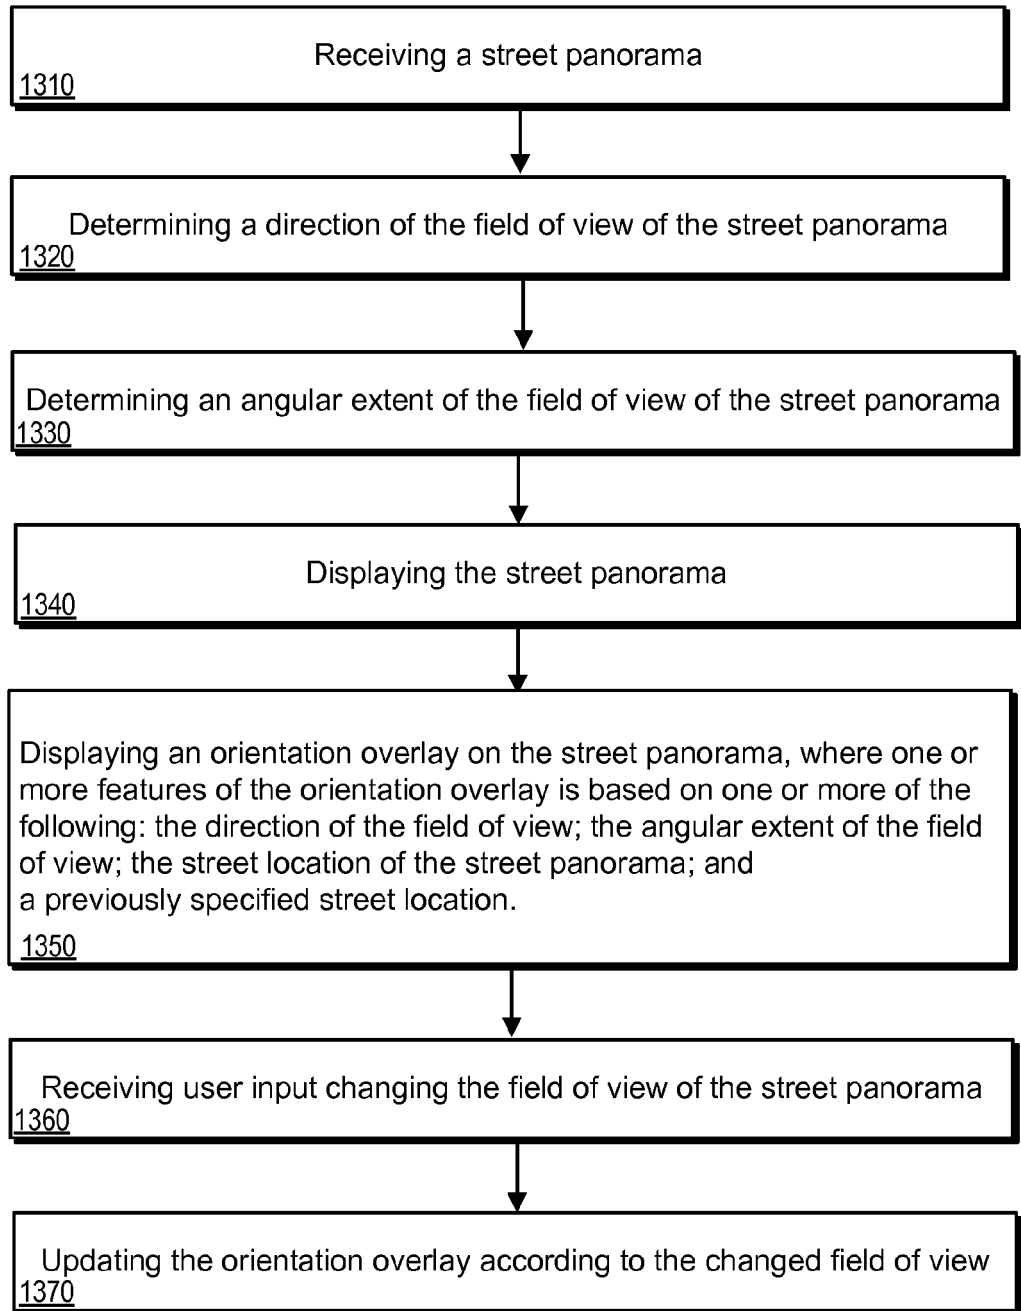 Receiving a street panorama
1310
Determining a direction of the field of view of the street panorama
1320
Determining an angular extent of the field of view of the street panorama
1330
Displaying the street panorama
1340
Displaying an orientation overlay on the street panorama, where one or
more features of the orientation overlay is based on one or more of the
following: the direction of the field of view; the angular extent of the field
of view; the street location of the street panorama; and
a previously specified street location.
1350
Receiving user input changing the field of view of the street panorama
1360
Updating the orientation overlay according to the changed field of view
1370